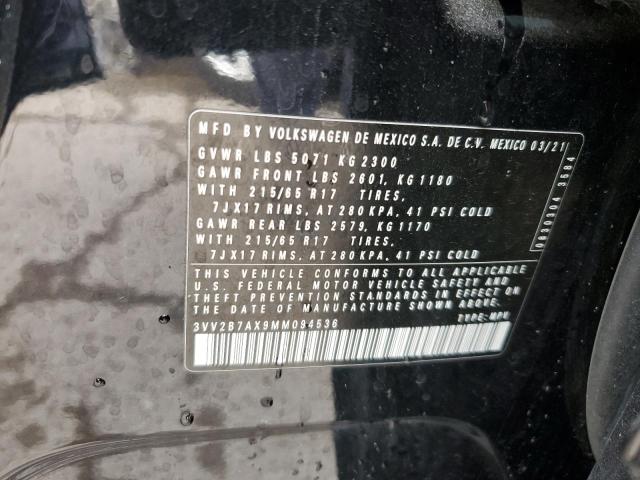 MFD BY VOLKSWAGEN DE MEXICO S.A. DE C.V. MEXICO 03/21
GVWR LBS 5071 KG 2300
GAWR FRONT LBS 2601, KG 1180
WITH 215/65 R17 TIRES,
7JX17 RIMS, AT 280 KPA, 41 PSI COLD
GAWR REAR LBS 2579, KG 1170
WITH 215/65 R17 TIRES,
7JX17 RIMS, AT 280 KPA, 41 PSI COLD
THIS VEHICLE CONFORMS TO ALL APPLICABLE
U.S. FEDERAL MOTOR VEHICLE SAFETY AND
THEFT PREVENTION STANDARDS IN EFFECT ON
THE DATE OF MANUFACTURE SHOWN ABOVE.
3VV2B7AX9MM094536 TYPE: MPV
0830304 3584